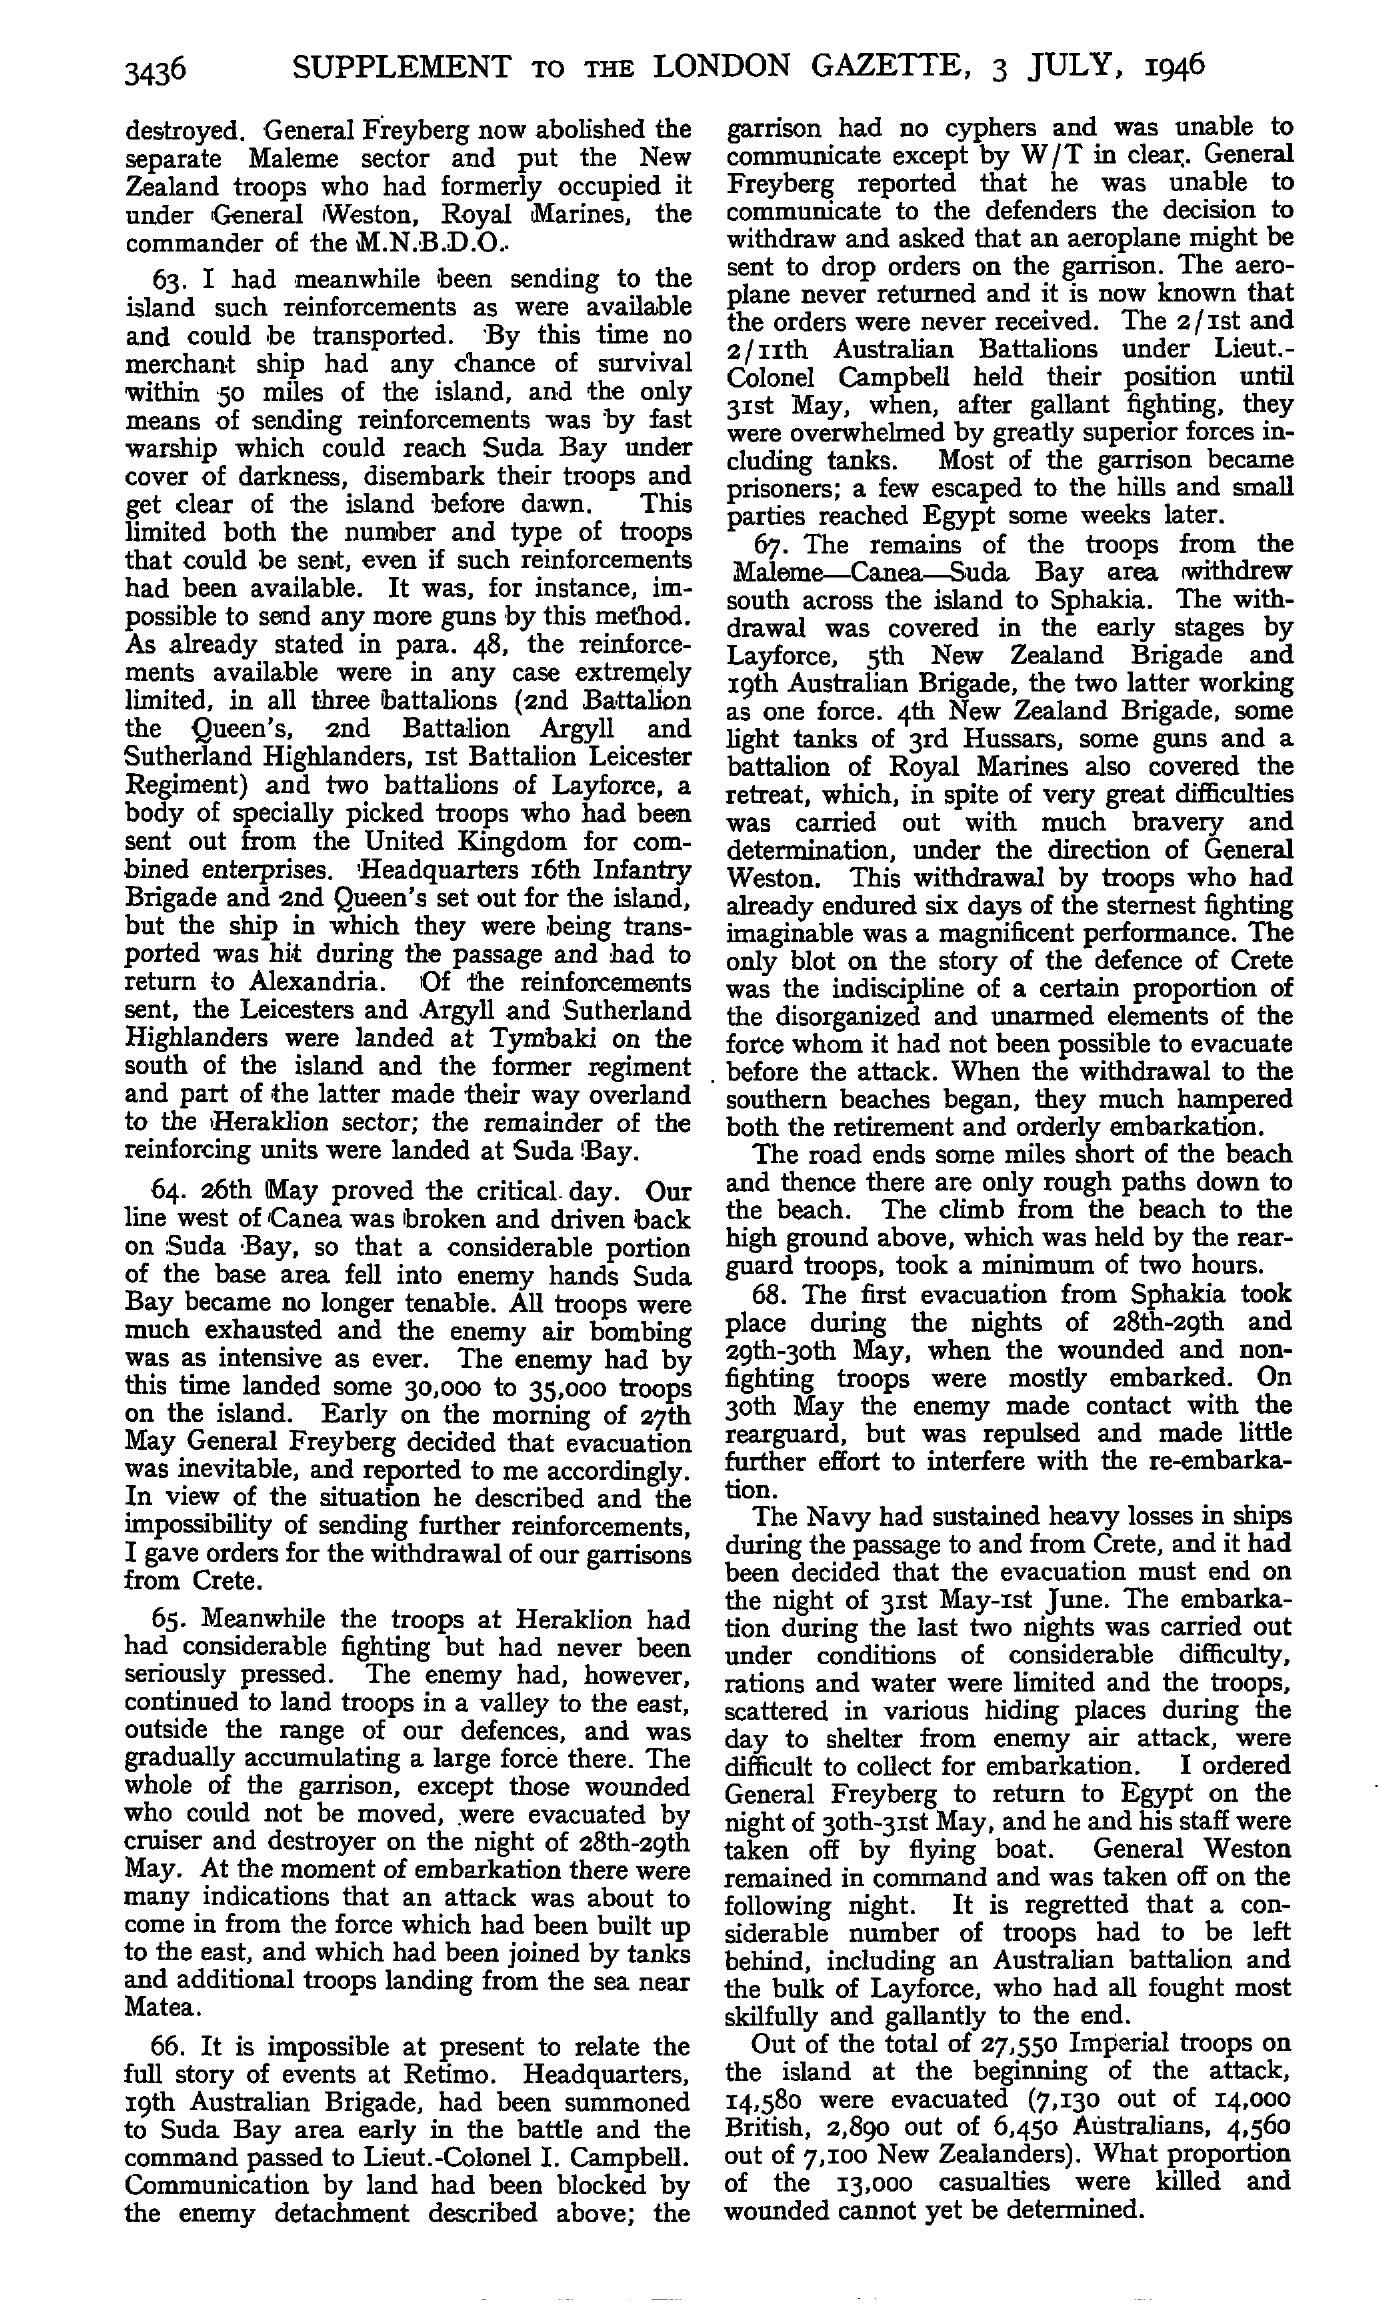 3436 SUPPLEMENT TO THE LONDON GAZETTE, 3 JULY, 1946
destroyed. General Freyberg now abolished the
separate Maleme sector and put the New
Zealand troops who had formerly occupied it
under General Weston, Royal Marines, the
commander of the M.N.B.D.O.
63. I had meanwhile been sending to the
island such reinforcements as were available
and could be transported. By this time no
merchant ship had any chance of survival
within 50 miles of the island, and the only
means of sending reinforcements was by fast
warship which could reach Suda Bay under
cover of darkness, disembark their troops and
get clear of the island before dawn. This
limited both the number and type of troops
that could be sent, even if such reinforcements
had been available. It was, for instance, im-
possible to send any more guns by this method.
As already stated in para. 48, the reinforce-
ments available were in any case extremely
limited, in all three battalions (2nd Battalion
the Queen's, 2nd Battalion Argyll and
Sutherland Highlanders, 1st Battalion Leicester
Regiment) and two battalions of Layforce, a
body of specially picked troops who had been
sent out from the United Kingdom for com-
bined enterprises. Headquarters 16th Infantry
Brigade and 2nd Queen's set out for the island,
but the ship in which they were being trans-
ported was hit during the passage and had to
return to Alexandria. Of the reinforcements
sent, the Leicesters and Argyll and Sutherland
Highlanders were landed at Tymbaki on the
south of the island and the former regiment
and part of the latter made their way overland
to the Heraklion sector; the remainder of the
reinforcing units were landed at Suda Bay.
64. 26th May proved the critical day. Our
line west of Canea was broken and driven back
on Suda Bay, so that a considerable portion
of the base area fell into enemy hands Suda
Bay became no longer tenable. All troops were
much exhausted and the enemy air bombing
was as intensive as ever. The enemy had by
this time landed some 30,000 to 35,000 troops
on the island. Early on the morning of 27th
May General Freyberg decided that evacuation
was inevitable, and reported to me accordingly.
In view of the situation he described and the
impossibility of sending further reinforcements,
I gave orders for the withdrawal of our garrisons
from Crete.
65. Meanwhile the troops at Heraklion had
had considerable fighting but had never been
seriously pressed. The enemy had, however,
continued to land troops in a valley to the east,
outside the range of our defences, and was
gradually accumulating a large force there. The
whole of the garrison, except those wounded
who could not be moved, were evacuated by
cruiser and destroyer on the night of 28th-29th
May. At the moment of embarkation there were
many indications that an attack was about to
come in from the force which had been built up
to the east, and which had been joined by tanks
and additional troops landing from the sea near
Matea.
66. It is impossible at present to relate the
full story of events at Retimo. Headquarters,
19th Australian Brigade, had been summoned
to Suda Bay area early in the battle and the
command passed to Lieut.-Colonel I. Campbell.
Communication by land had been blocked by
the enemy detachment described above; the
garrison had no cyphers and was unable to
communicate except by W/T in clear. General
Freyberg reported that he was unable to
communicate to the defenders the decision to
withdraw and asked that an aeroplane might be
sent to drop orders on the garrison. The aero-
plane never returned and it is now known that
the orders were never received. The 2/1st and
2/11th Australian Battalions under Lieut.-
Colonel Campbell held their position until
31st May, when, after gallant fighting, they
were overwhelmed by greatly superior forces in-
cluding tanks. Most of the garrison became
prisoners; a few escaped to the hills and small
parties reached Egypt some weeks later.
67. The remains of the troops from the
Maleme—Canea—Suda Bay area withdrew
south across the island to Sphakia. The with-
drawal was covered in the early stages by
Layforce, 5th New Zealand Brigade and
19th Australian Brigade, the two latter working
as one force. 4th New Zealand Brigade, some
light tanks of 3rd Hussars, some guns and a
battalion of Royal Marines also covered the
retreat, which, in spite of very great difficulties
was carried out with much bravery and
determination, under the direction of General
Weston. This withdrawal by troops who had
already endured six days of the sternest fighting
imaginable was a magnificent performance. The
only blot on the story of the defence of Crete
was the indiscipline of a certain proportion of
the disorganized and unarmed elements of the
force whom it had not been possible to evacuate
before the attack. When the withdrawal to the
southern beaches began, they much hampered
both the retirement and orderly embarkation.
The road ends some miles short of the beach
and thence there are only rough paths down to
the beach. The climb from the beach to the
high ground above, which was held by the rear-
guard troops, took a minimum of two hours.
68. The first evacuation from Sphakia took
place during the nights of 28th-29th and
29th-30th May, when the wounded and non-
fighting troops were mostly embarked. On
30th May the enemy made contact with the
rearguard, but was repulsed and made little
further effort to interfere with the re-embarka-
tion.
The Navy had sustained heavy losses in ships
during the passage to and from Crete, and it had
been decided that the evacuation must end on
the night of 31st May-1st June. The embarka-
tion during the last two nights was carried out
under conditions of considerable difficulty,
rations and water were limited and the troops,
scattered in various hiding places during the
day to shelter from enemy air attack, were
difficult to collect for embarkation. I ordered
General Freyberg to return to Egypt on the
night of 30th-31st May, and he and his staff were
taken off by flying boat. General Weston
remained in command and was taken off on the
following night. It is regretted that a con-
siderable number of troops had to be left
behind, including an Australian battalion and
the bulk of Layforce, who had all fought most
skilfully and gallantly to the end.
Out of the total of 27,550 Imperial troops on
the island at the beginning of the attack,
14,580 were evacuated (7,130 out of 14,000
British, 2,890 out of 6,450 Australians, 4,560
out of 7,100 New Zealanders). What proportion
of the 13,000 casualties were killed and
wounded cannot yet be determined.